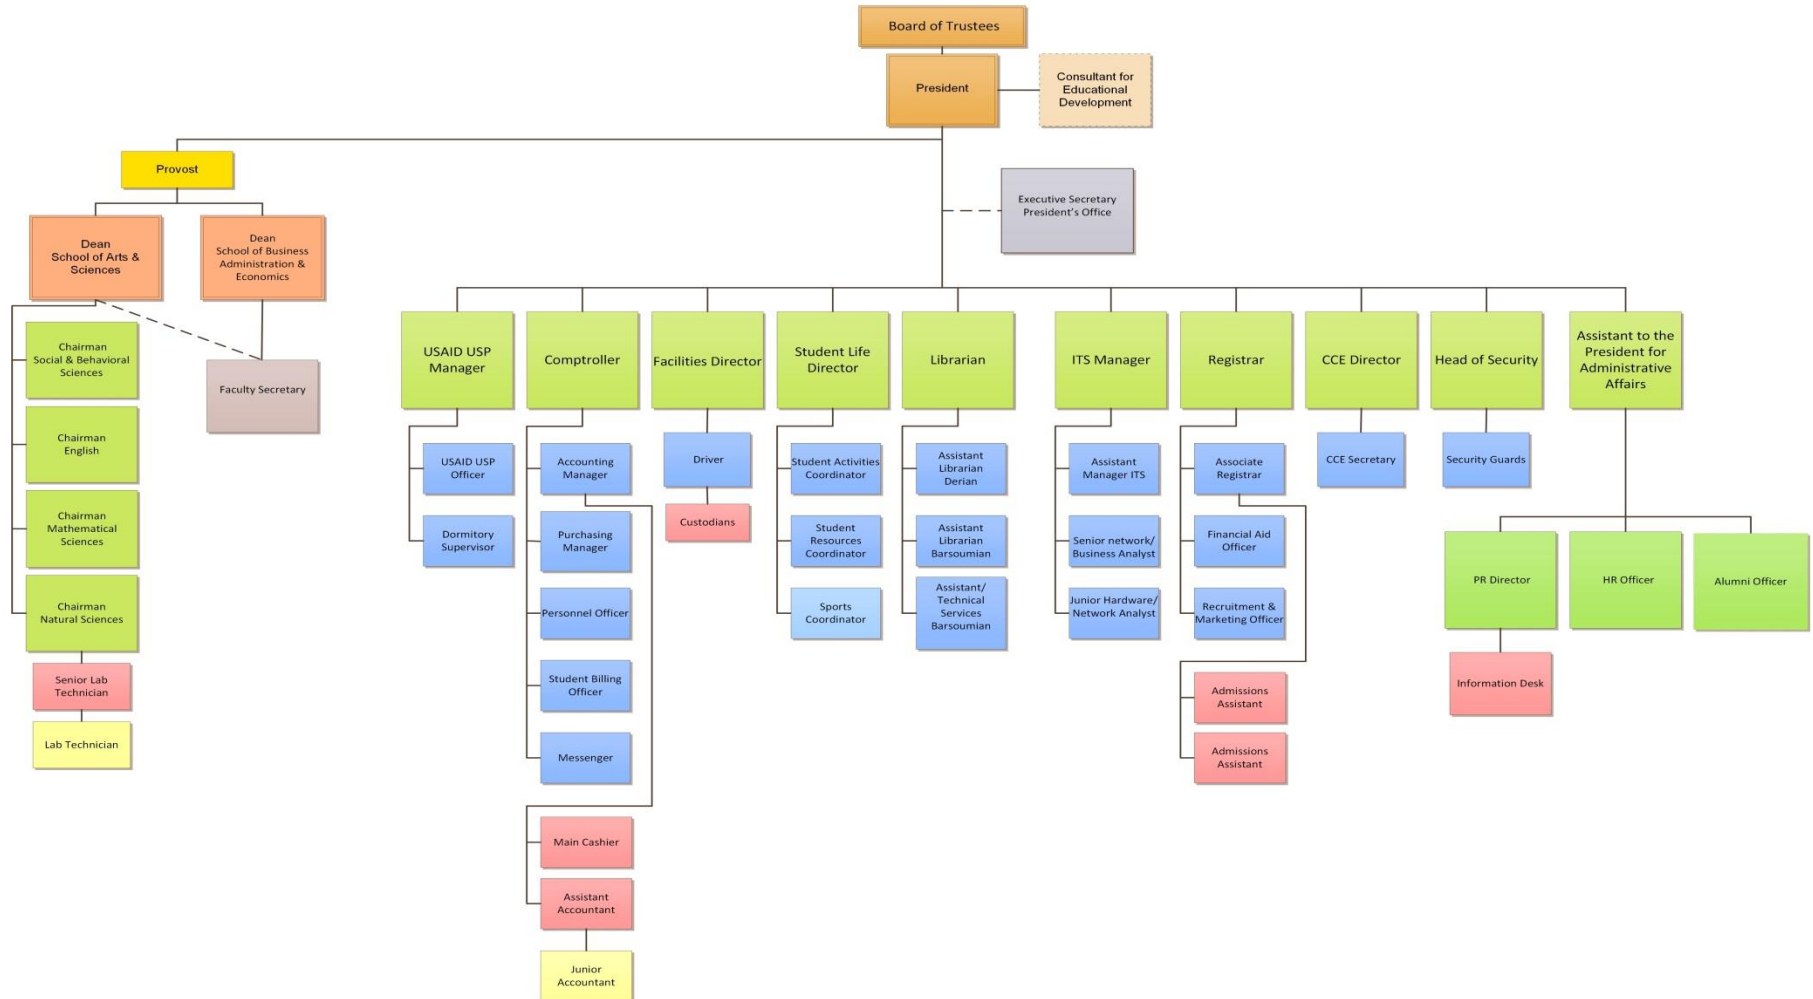 Board of Trustees
President
Consultant for
Educational
Development
Provost
Executive Secretary
President's Office
Dean
School of Arts &
Sciences
Dean
School of Business
Administration &
Economics
Faculty Secretary
Chairman
Social & Behavioral
Sciences
Chairman
English
Chairman
Mathematical
Sciences
Chairman
Natural Sciences
Senior Lab
Technician
Lab Technician
USAID USP
Manager
USAID USP
Officer
Dormitory
Supervisor
Comptroller
Accounting
Manager
Purchasing
Manager
Personnel Officer
Student Billing
Officer
Messenger
Main Cashier
Assistant
Accountant
Junior
Accountant
Facilities Director
Driver
Custodians
Student Life
Director
Student Activities
Coordinator
Student
Resources
Coordinator
Sports
Coordinator
Librarian
Assistant
Librarian
Derian
Assistant
Librarian
Barsoumian
Assistant/
Technical
Services
Barsoumian
ITS Manager
Assistant
Manager ITS
Senior network/
Business Analyst
Junior Hardware/
Network Analyst
Registrar
Associate
Registrar
Financial Aid
Officer
Recruitment &
Marketing Officer
Admissions
Assistant
Admissions
Assistant
CCE Director
CCE Secretary
Head of Security
Security Guards
Assistant to the
President for
Administrative
Affairs
PR Director
HR Officer
Alumni Officer
Information Desk